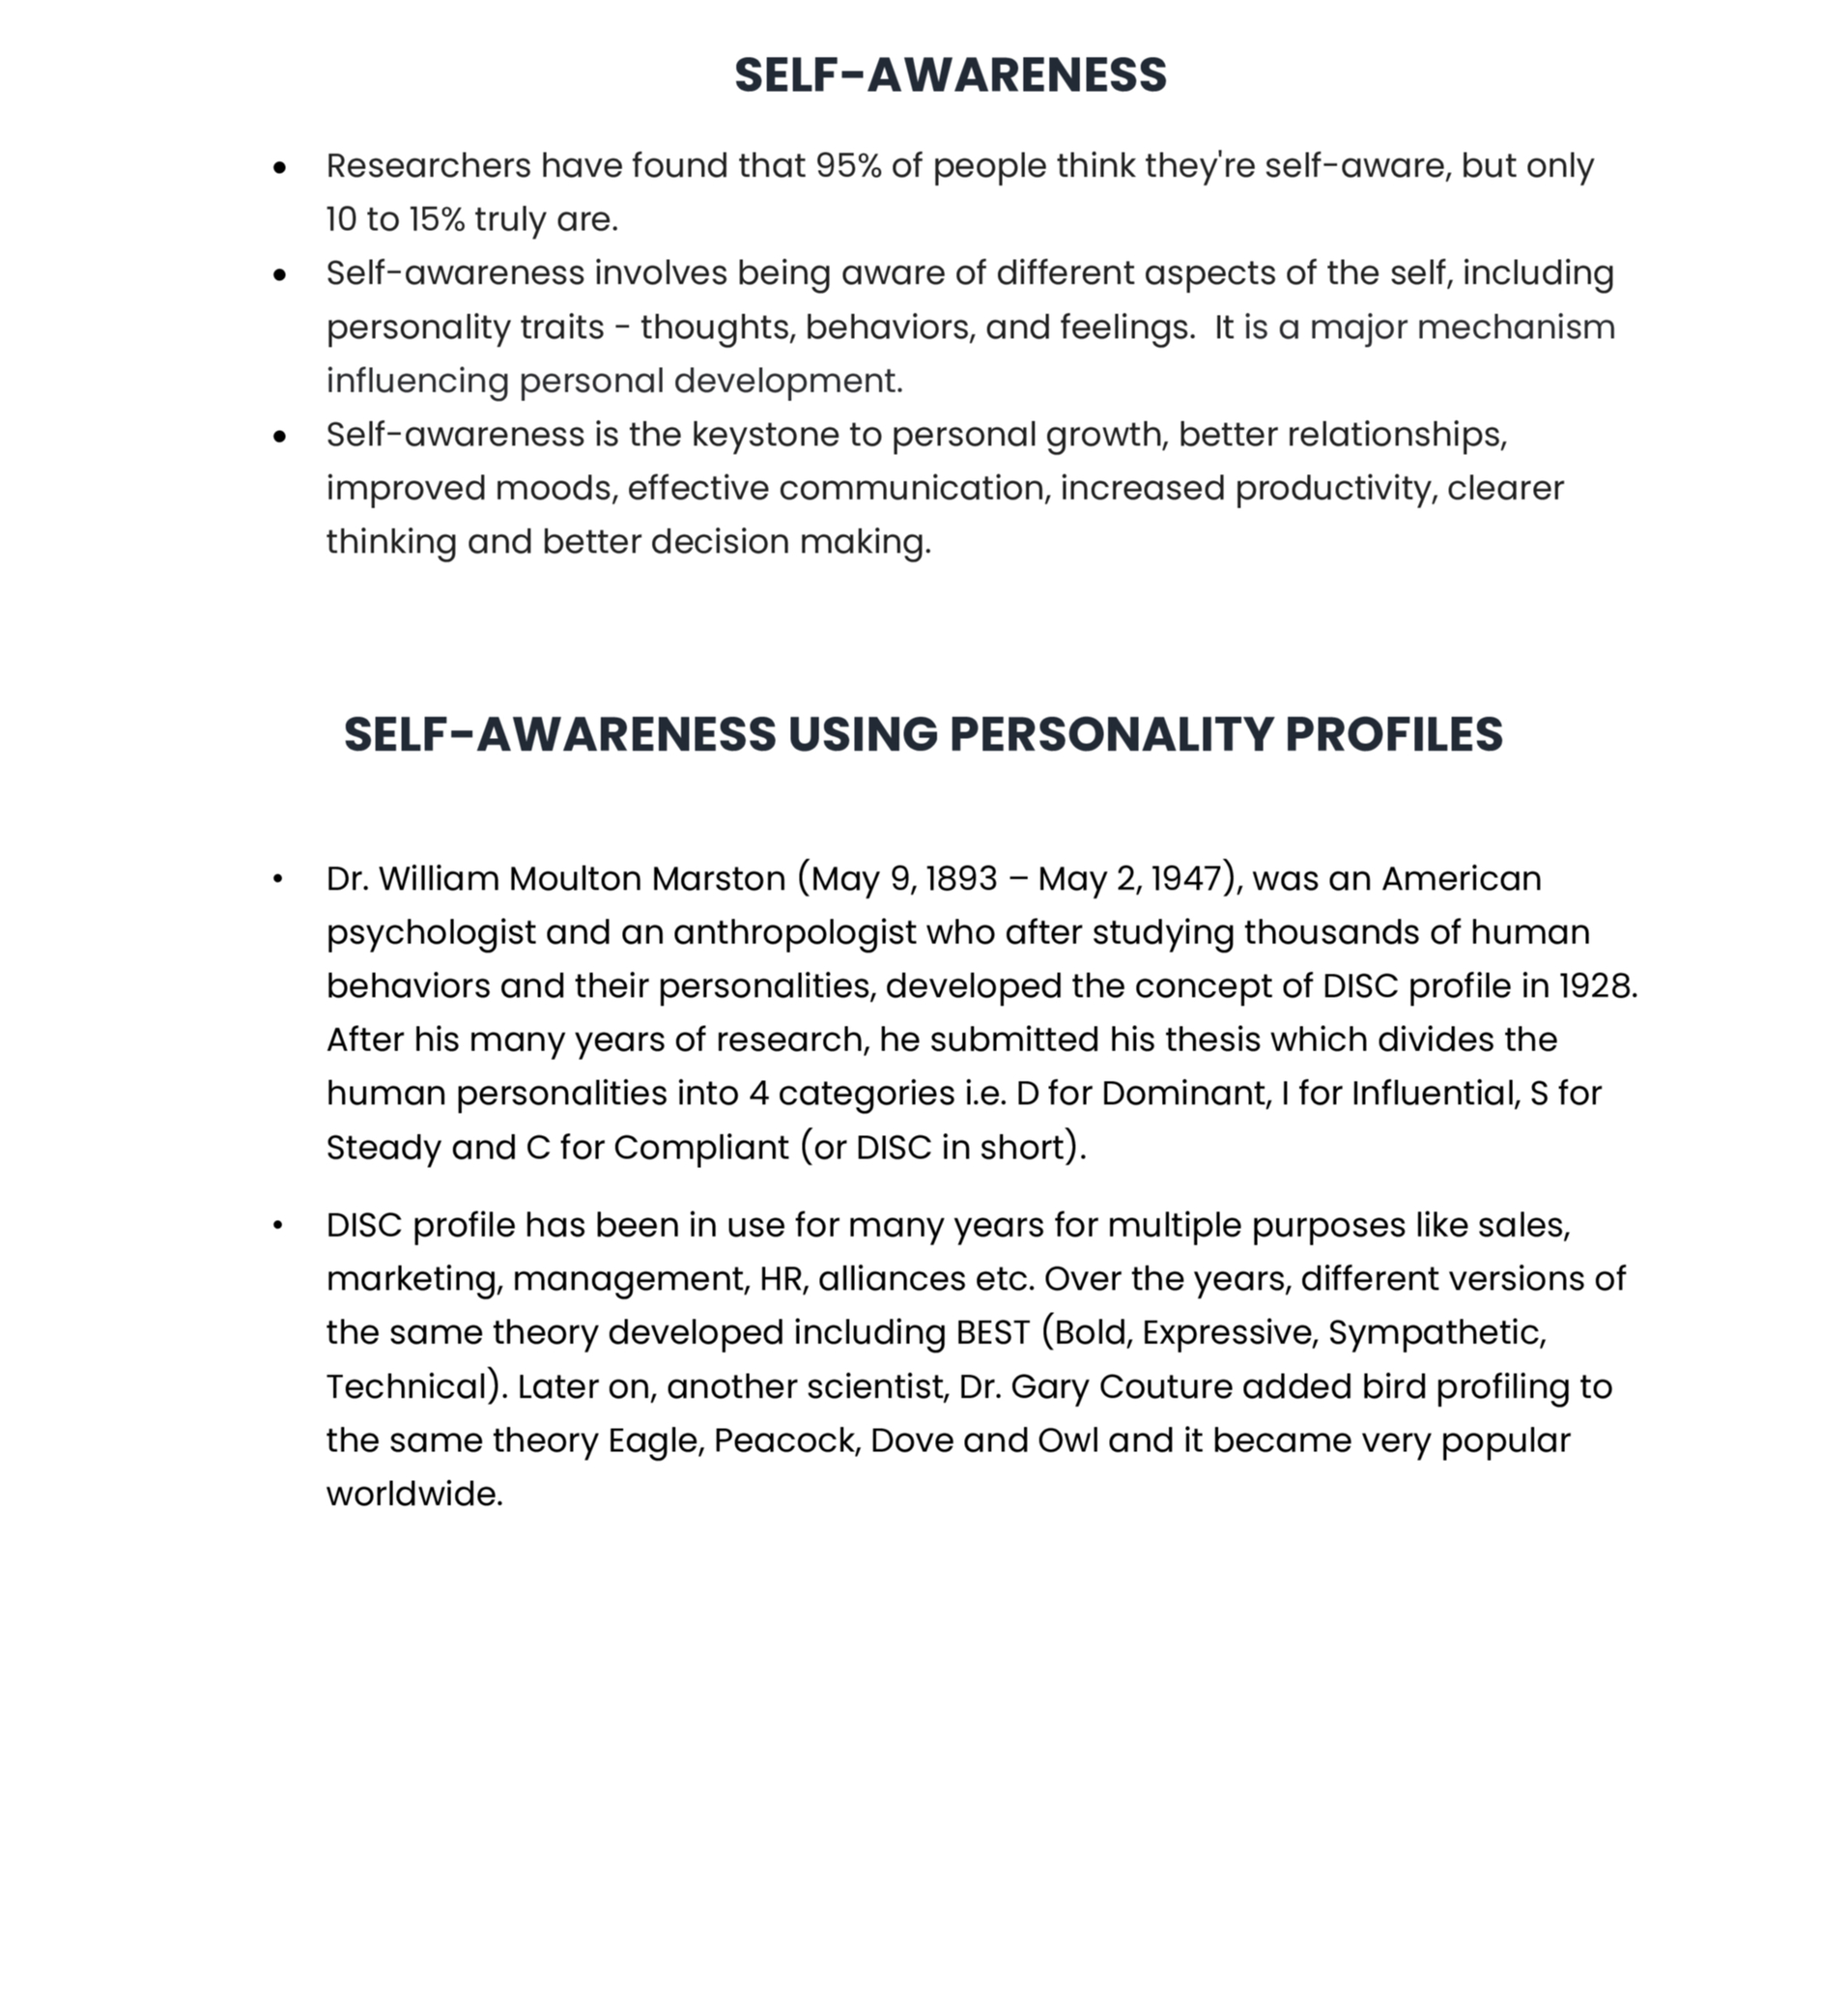 SELF-AWARENESS
• Researchers have found that 95% of people think they're self-aware, but only
10 to 15% truly are.
• Self-awareness involves being aware of different aspects of the self, including
personality traits - thoughts, behaviors, and feelings.  It is a major mechanism
influencing personal development.
• Self-awareness is the keystone to personal growth, better relationships,
improved moods, effective communication, increased productivity, clearer
thinking and better decision making.
SELF-AWARENESS USING PERSONALITY PROFILES
• Dr. William Moulton Marston (May 9, 1893 – May 2, 1947), was an American
psychologist and an anthropologist who after studying thousands of human
behaviors and their personalities, developed the concept of DISC profile in 1928.
After his many years of research, he submitted his thesis which divides the
human personalities into 4 categories i.e. D for Dominant, I for Influential, S for
Steady and C for Compliant (or DISC in short).
• DISC profile has been in use for many years for multiple purposes like sales,
marketing, management, HR, alliances etc. Over the years, different versions of
the same theory developed including BEST (Bold, Expressive, Sympathetic,
Technical). Later on, another scientist, Dr. Gary Couture added bird profiling to
the same theory Eagle, Peacock, Dove and Owl and it became very popular
worldwide.